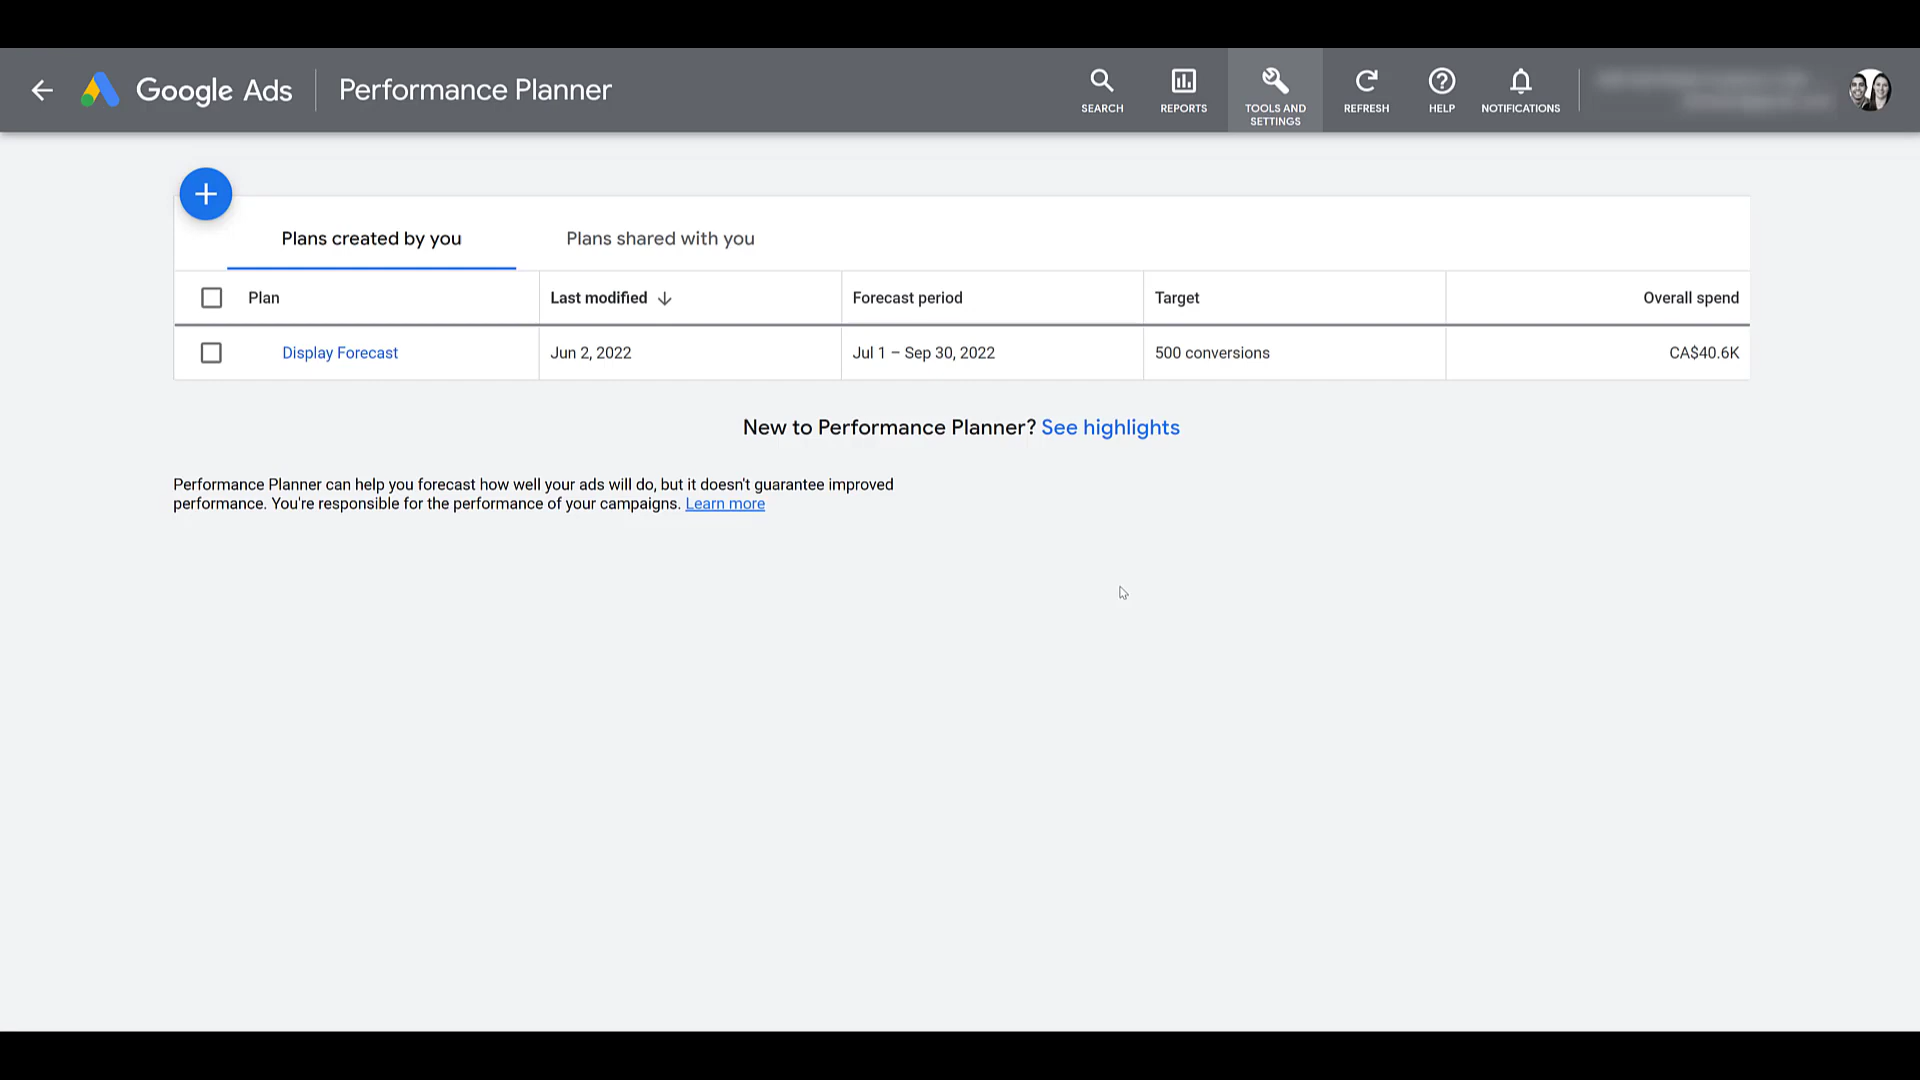 Google Ads
Performance Planner
SEARCH
REPORTS
TOOLS AND
SETTINGS
REFRESH
HELP
NOTIFICATIONS
Plans created by you
Plans shared with you
Plan
Last modified
Forecast period
Target
Overall spend
Display Forecast
Jun 2, 2022
Jul 1 – Sep 30, 2022
500 conversions
CA$40.6K
New to Performance Planner? See highlights
Performance Planner can help you forecast how well your ads will do, but it doesn't guarantee improved
performance. You're responsible for the performance of your campaigns. Learn more